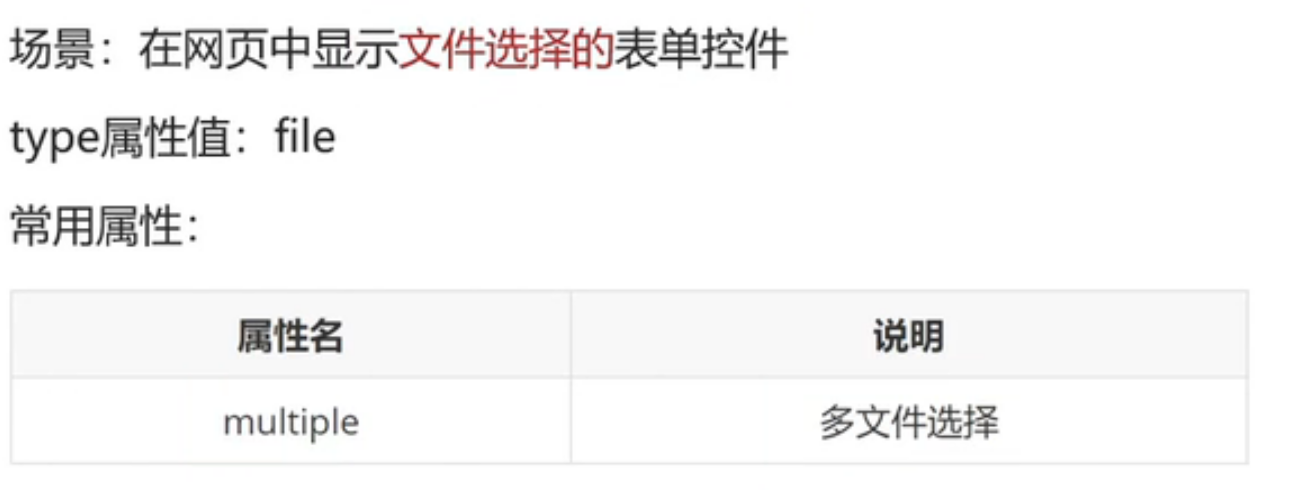 场景：在网页中显示文件选择的表单控件
type属性值：file
常用属性：
属性名 说明
multiple 多文件选择